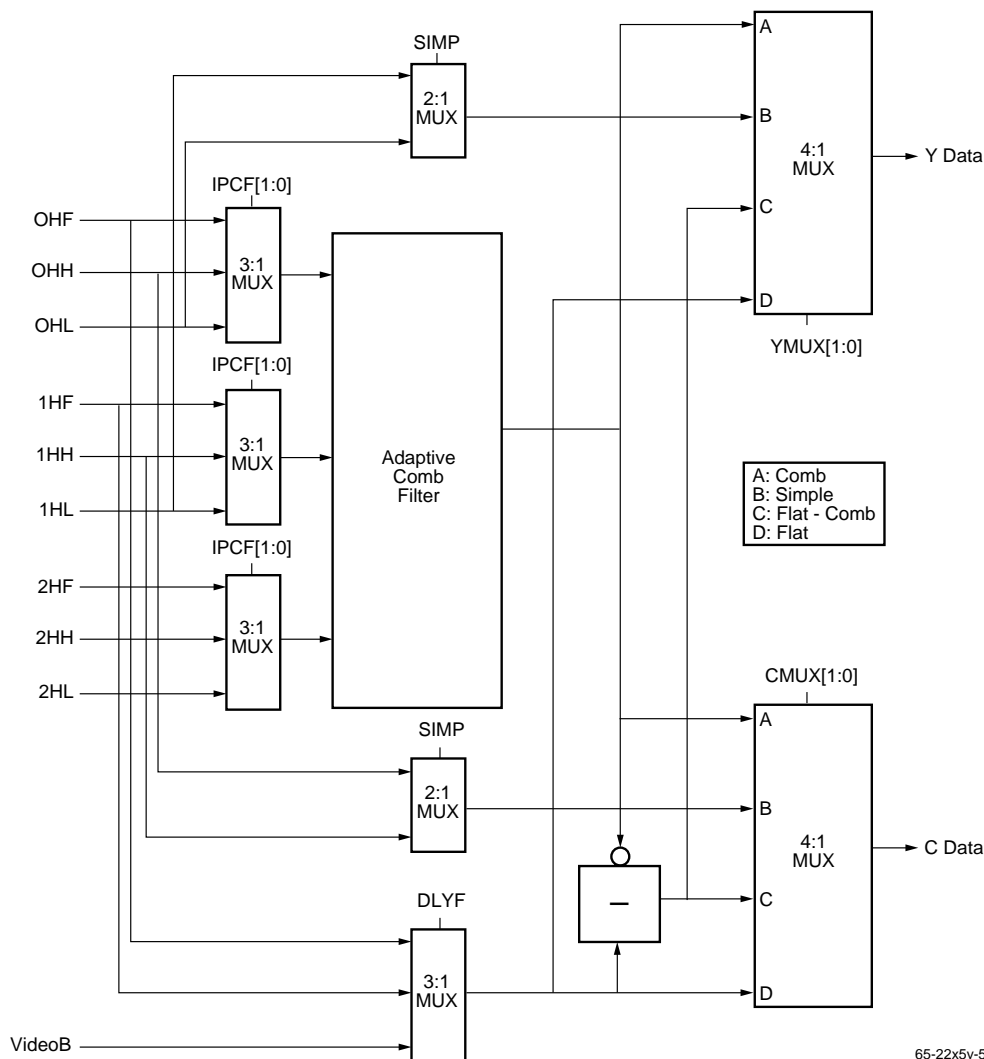 SIMP
2:1
MUX
A
B
C
D
4:1
MUX
Y Data
YMUX[1:0]
IPCF[1:0]
OHF
OHH
OHL
3:1
MUX
IPCF[1:0]
1HF
1HH
1HL
3:1
MUX
Adaptive
Comb
Filter
A: Comb
B: Simple
C: Flat - Comb
D: Flat
IPCF[1:0]
2HF
2HH
2HL
3:1
MUX
CMUX[1:0]
SIMP
2:1
MUX
A
B
C
D
4:1
MUX
C Data
–
DLYF
3:1
MUX
VideoB
65-22x5y-5